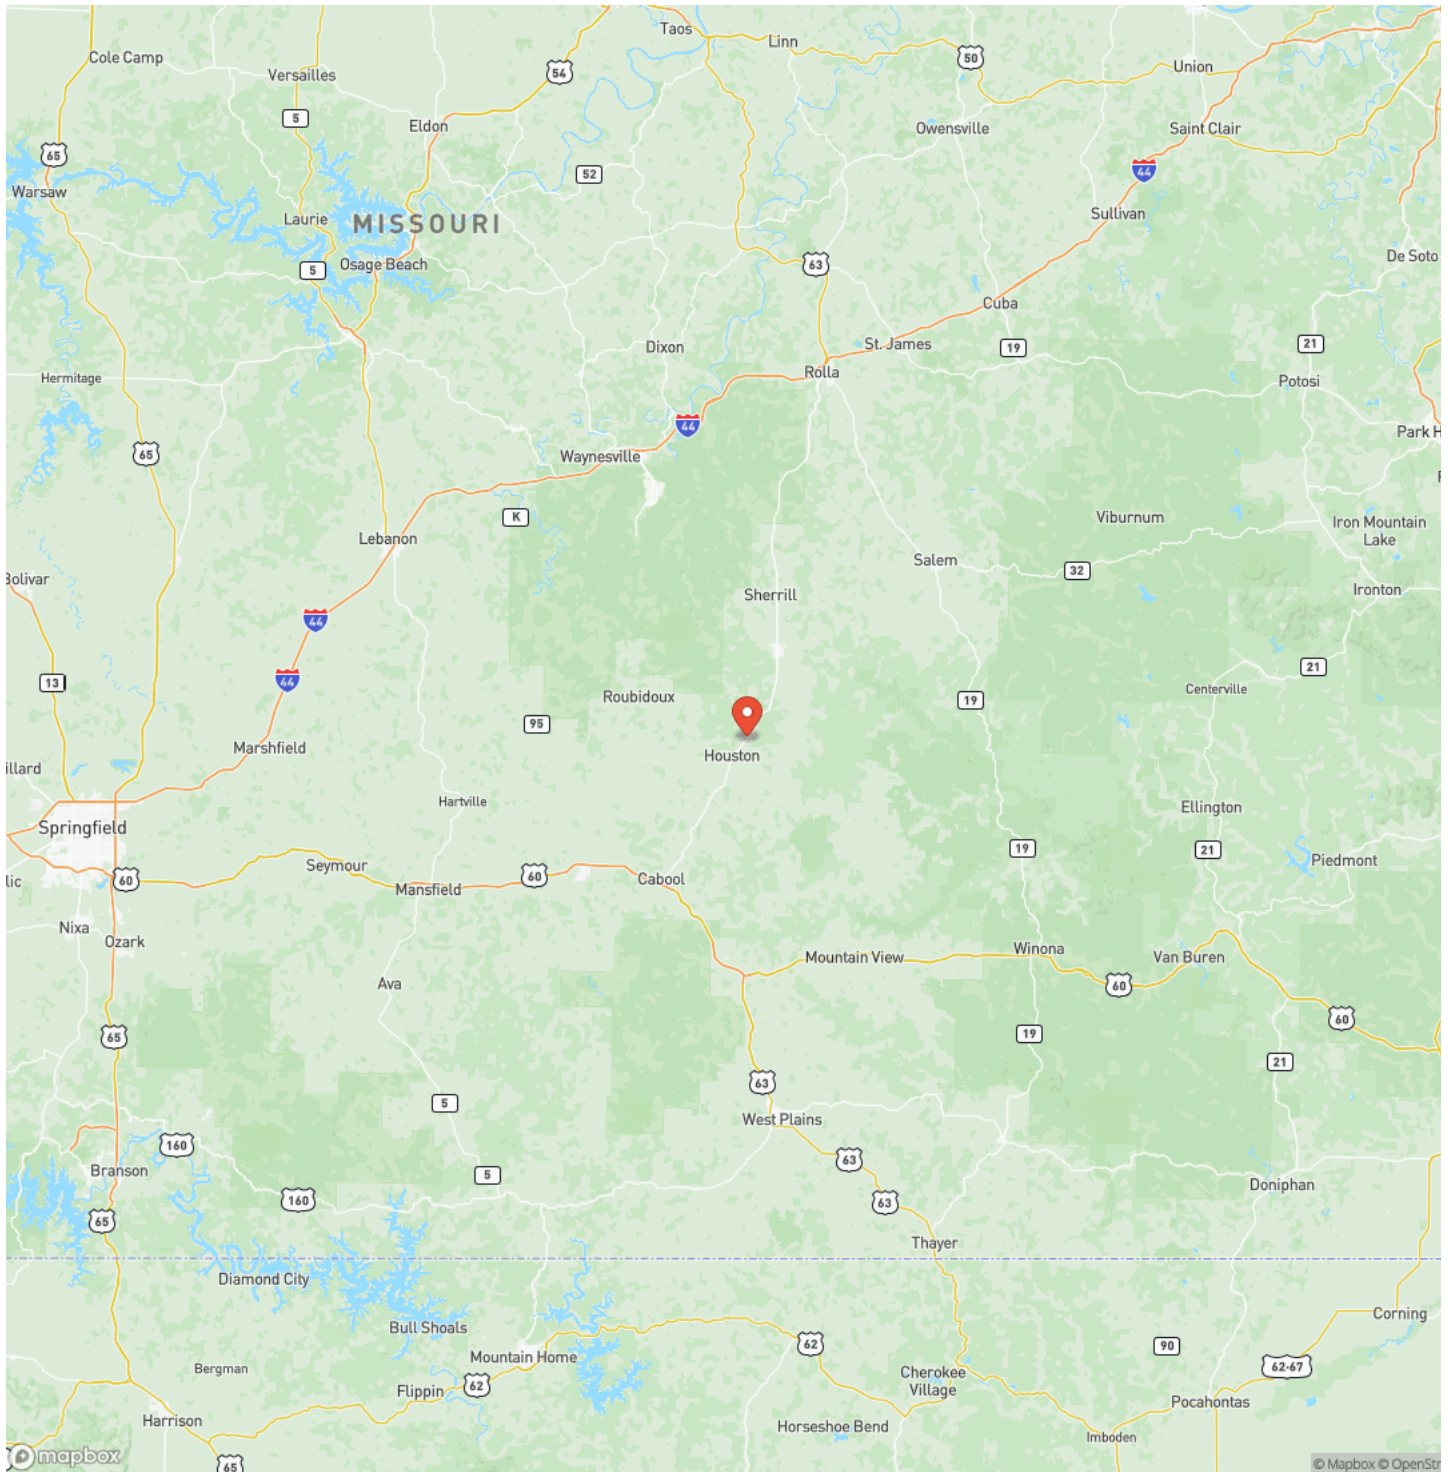 Taos
Linn
50
Cole Camp
Versailles
54
Union
5
Eldon
Owensville
Saint Clair
65
52
44
Warsaw
Laurie
MISSOURI
Sullivan
5
Osage Beach
63
De Soto
Cuba
Dixon
St. James
19
21
Hermitage
Rolla
Potosi
44
65
Waynesville
Park H
K
Viburnum
Iron Mountain
Lake
Lebanon
Salem
32
Bolivar
Sherrill
Ironton
44
21
13
44
Roubidoux
19
Centerville
95
Marshfield
Houston
illard
Hartville
Ellington
Springfield
19
21
Seymour
Piedmont
lic
60
Mansfield
60
Cabool
Nixa
Ozark
Mountain View
Winona
Van Buren
Ava
60
65
19
60
21
63
5
West Plains
160
63
Branson
5
Doniphan
160
63
65
Thayer
Diamond City
Bull Shoals
Corning
Mountain Home
62
90
Bergman
Flippin
62
Cherokee
Village
62-67
Harrison
Horseshoe Bend
Pocahontas
Imboden
65
mapbox
© Mapbox © OpenStr